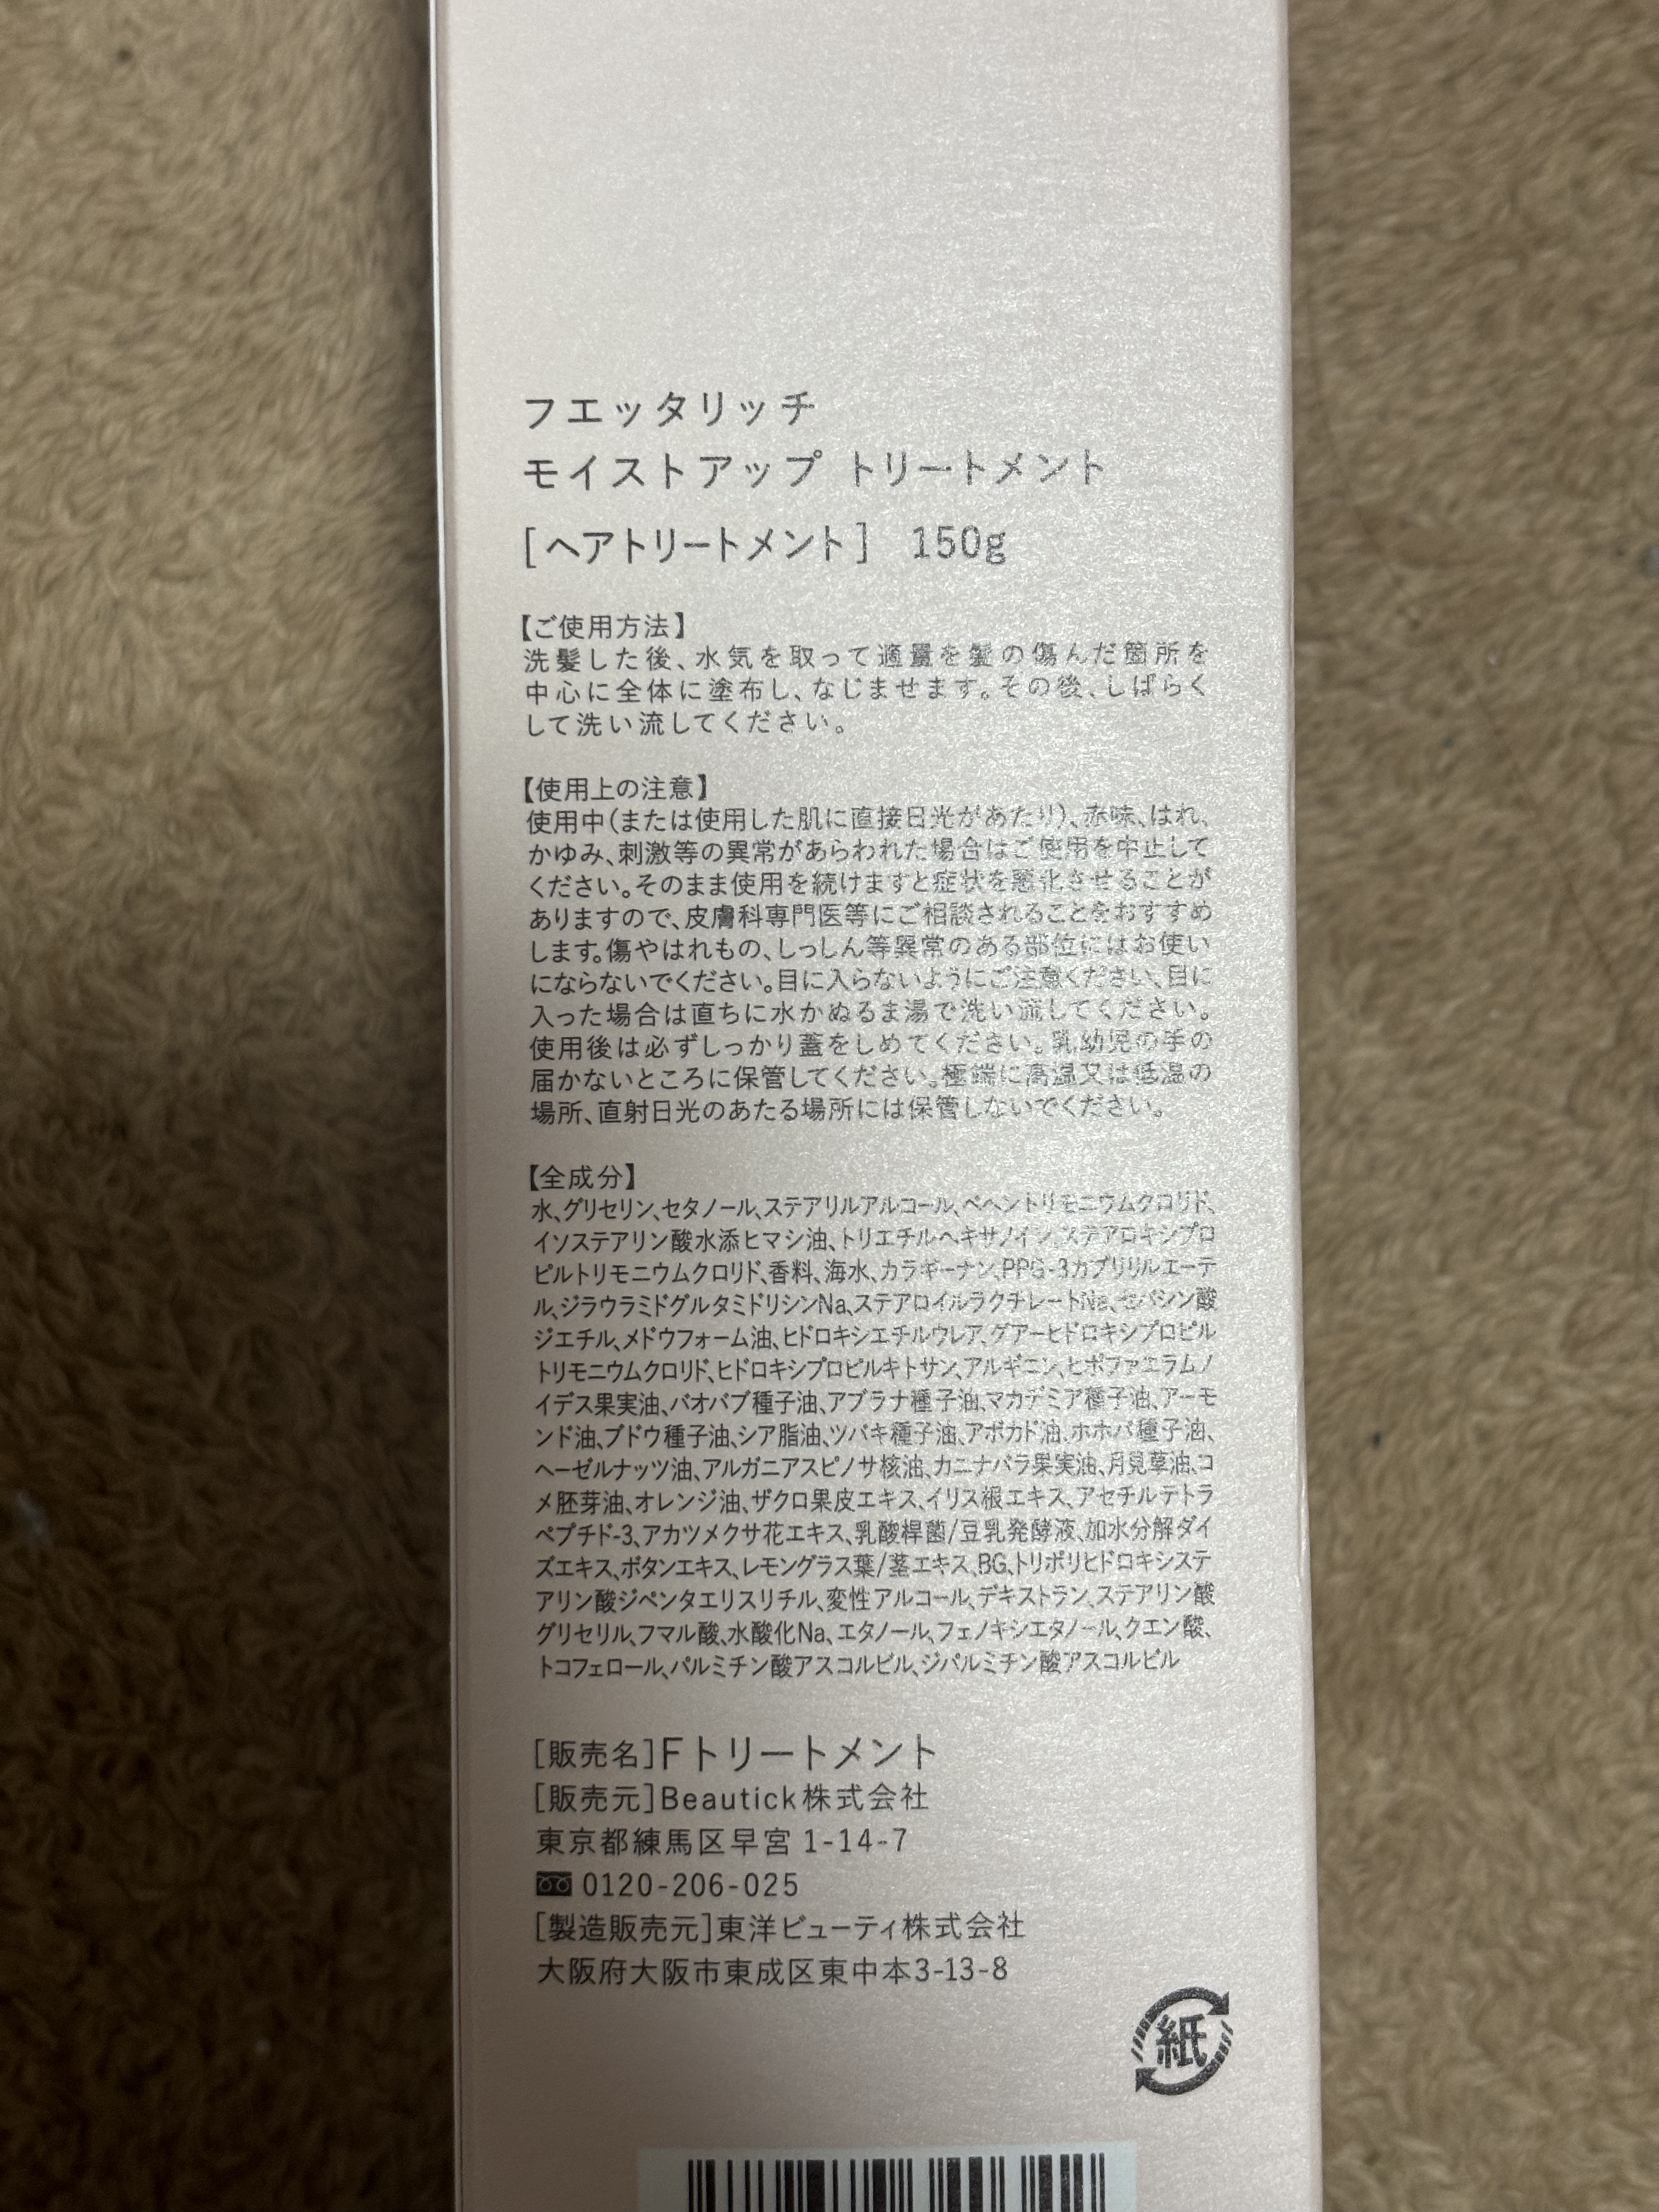 フエッタリッチ
モイストアップ トリートメント
[ヘアトリートメント] 150g
【ご使用方法】
洗髪した後、水気を取って適量を髪の傷んだ箇所を
中心に全体に塗布し、なじませます。その後、しばらく
して洗い流してください。
【使用上の注意】
使用中(または使用した肌に直接日光があたり)、赤味、はれ、
かゆみ、刺激等の異常があらわれた場合はご使用を中止して
ください。そのまま使用を続けますと症状を悪化させることが
ありますので、皮膚科専門医等にご相談されることをおすすめ
します。傷やはれもの、しっしん等異常のある部位にはお使い
にならないでください。目に入らないようにご注意ください、目に
入った場合は直ちに水かぬるま湯で洗い流してください。
使用後は必ずしっかり蓋をしめてください。乳幼児の手の
届かないところに保管してください。極端に高温又は低温の
場所、直射日光のあたる場所には保管しないでください。
【全成分】
水、グリセリン、セタノール、ステアリルアルコール、ベヘントリモニウムクロリド、
イソステアリン酸水添ヒマシ油、トリエチルヘキサノイン、ステアロキシプロ
ピルトリモニウムクロリド、香料、海水、カラギーナン、PPG-3カプリリルエーテ
ル、ジラウラミドグルタミドリシンNa、ステアロイルラクチレートNa、セバシン酸
ジエチル、メドウフォーム油、ヒドロキシエチルウレア、グアーヒドロキシプロピル
トリモニウムクロリド、ヒドロキシプロピルキトサン、アルギニン、ヒポファエラムノ
イデス果実油、バオバブ種子油、アブラナ種子油、マカデミア種子油、アーモ
ンド油、ブドウ種子油、シア脂油、ツバキ種子油、アボカド油、ホホバ種子油、
ヘーゼルナッツ油、アルガニアスピノサ核油、カニナバラ果実油、月見草油、コ
メ胚芽油、オレンジ油、ザクロ果皮エキス、イリス根エキス、アセチルテトラ
ペプチド-3、アカツメクサ花エキス、乳酸桿菌/豆乳発酵液、加水分解ダイ
ズエキス、ボタンエキス、レモングラス葉/茎エキス、BG、トリポリヒドロキシステ
アリン酸ジペンタエリスリチル、変性アルコール、デキストラン、ステアリン酸
グリセリル、フマル酸、水酸化Na、エタノール、フェノキシエタノール、クエン酸、
トコフェロール、パルミチン酸アスコルビル、ジパルミチン酸アスコルビル
[販売名]Fトリートメント
[販売元]Beautick株式会社
東京都練馬区早宮 1-14-7
0120-206-025
[製造販売元]東洋ビューティ株式会社
大阪府大阪市東成区東中本3-13-8
紙